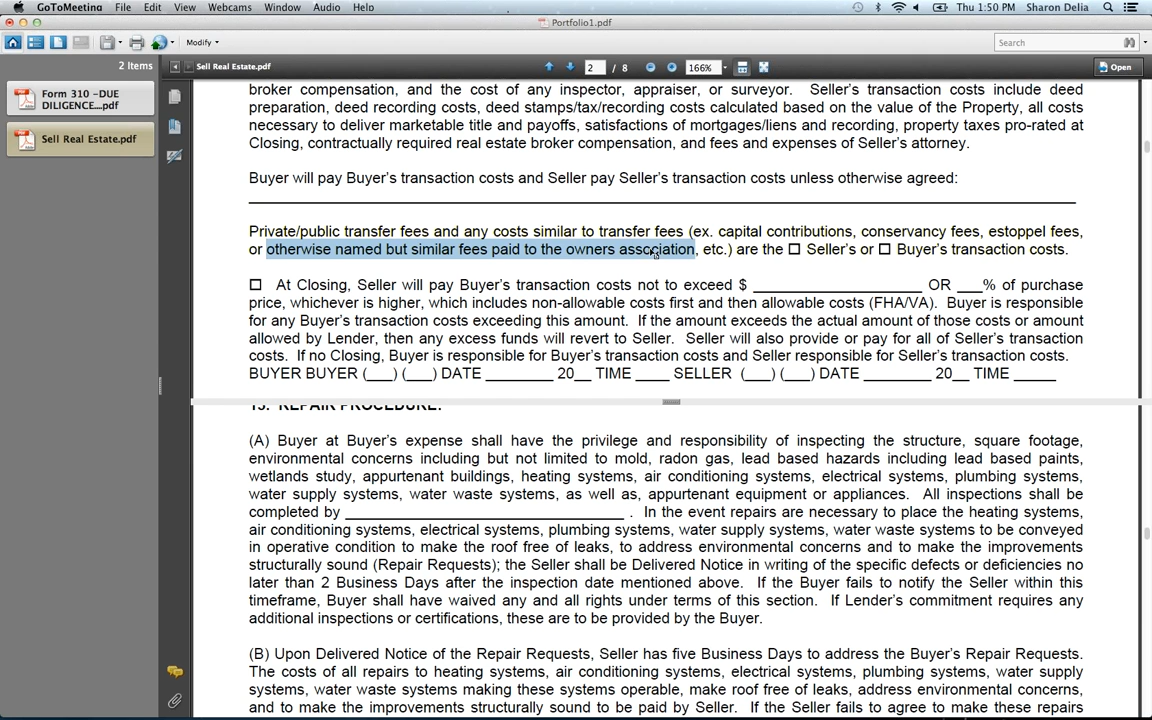 GoToMeeting File Edit View Webcams Window Audio Help Thu 1:50 PM Sharon Delia
Portfolio1.pdf
Modify Search
2 Items Sell Real Estate.pdf 2 / 8 166% Open
Form 310 -DUE
DILIGENCE....pdf
Sell Real Estate.pdf
broker compensation, and the cost of any inspector, appraiser, or surveyor. Seller's transaction costs include deed
preparation, deed recording costs, deed stamps/tax/recording costs calculated based on the value of the Property, all costs
necessary to deliver marketable title and payoffs, satisfactions of mortgages/liens and recording, property taxes pro-rated at
Closing, contractually required real estate broker compensation, and fees and expenses of Seller's attorney.
Buyer will pay Buyer's transaction costs and Seller pay Seller's transaction costs unless otherwise agreed:
Private/public transfer fees and any costs similar to transfer fees (ex. capital contributions, conservancy fees, estoppel fees,
or otherwise named but similar fees paid to the owners association, etc.) are the ☐ Seller's or ☐ Buyer's transaction costs.
☐ At Closing, Seller will pay Buyer's transaction costs not to exceed $ ____________________ OR ___% of purchase
price, whichever is higher, which includes non-allowable costs first and then allowable costs (FHA/VA). Buyer is responsible
for any Buyer's transaction costs exceeding this amount. If the amount exceeds the actual amount of those costs or amount
allowed by Lender, then any excess funds will revert to Seller. Seller will also provide or pay for all of Seller's transaction
costs. If no Closing, Buyer is responsible for Buyer's transaction costs and Seller responsible for Seller's transaction costs.
BUYER BUYER (___) (___) DATE ________ 20__ TIME ____ SELLER (___) (___) DATE ________ 20__ TIME _____
13. REPAIR PROCEDURE:
(A) Buyer at Buyer's expense shall have the privilege and responsibility of inspecting the structure, square footage,
environmental concerns including but not limited to mold, radon gas, lead based hazards including lead based paints,
wetlands study, appurtenant buildings, heating systems, air conditioning systems, electrical systems, plumbing systems,
water supply systems, water waste systems, as well as, appurtenant equipment or appliances. All inspections shall be
completed by ________________________________ . In the event repairs are necessary to place the heating systems,
air conditioning systems, electrical systems, plumbing systems, water supply systems, water waste systems to be conveyed
in operative condition to make the roof free of leaks, to address environmental concerns and to make the improvements
structurally sound (Repair Requests); the Seller shall be Delivered Notice in writing of the specific defects or deficiencies no
later than 2 Business Days after the inspection date mentioned above. If the Buyer fails to notify the Seller within this
timeframe, Buyer shall have waived any and all rights under terms of this section. If Lender's commitment requires any
additional inspections or certifications, these are to be provided by the Buyer.
(B) Upon Delivered Notice of the Repair Requests, Seller has five Business Days to address the Buyer's Repair Requests.
The costs of all repairs to heating systems, air conditioning systems, electrical systems, plumbing systems, water supply
systems, water waste systems making these systems operable, make roof free of leaks, address environmental concerns,
and to make the improvements structurally sound to be paid by Seller. If the Seller fails to agree to make these repairs